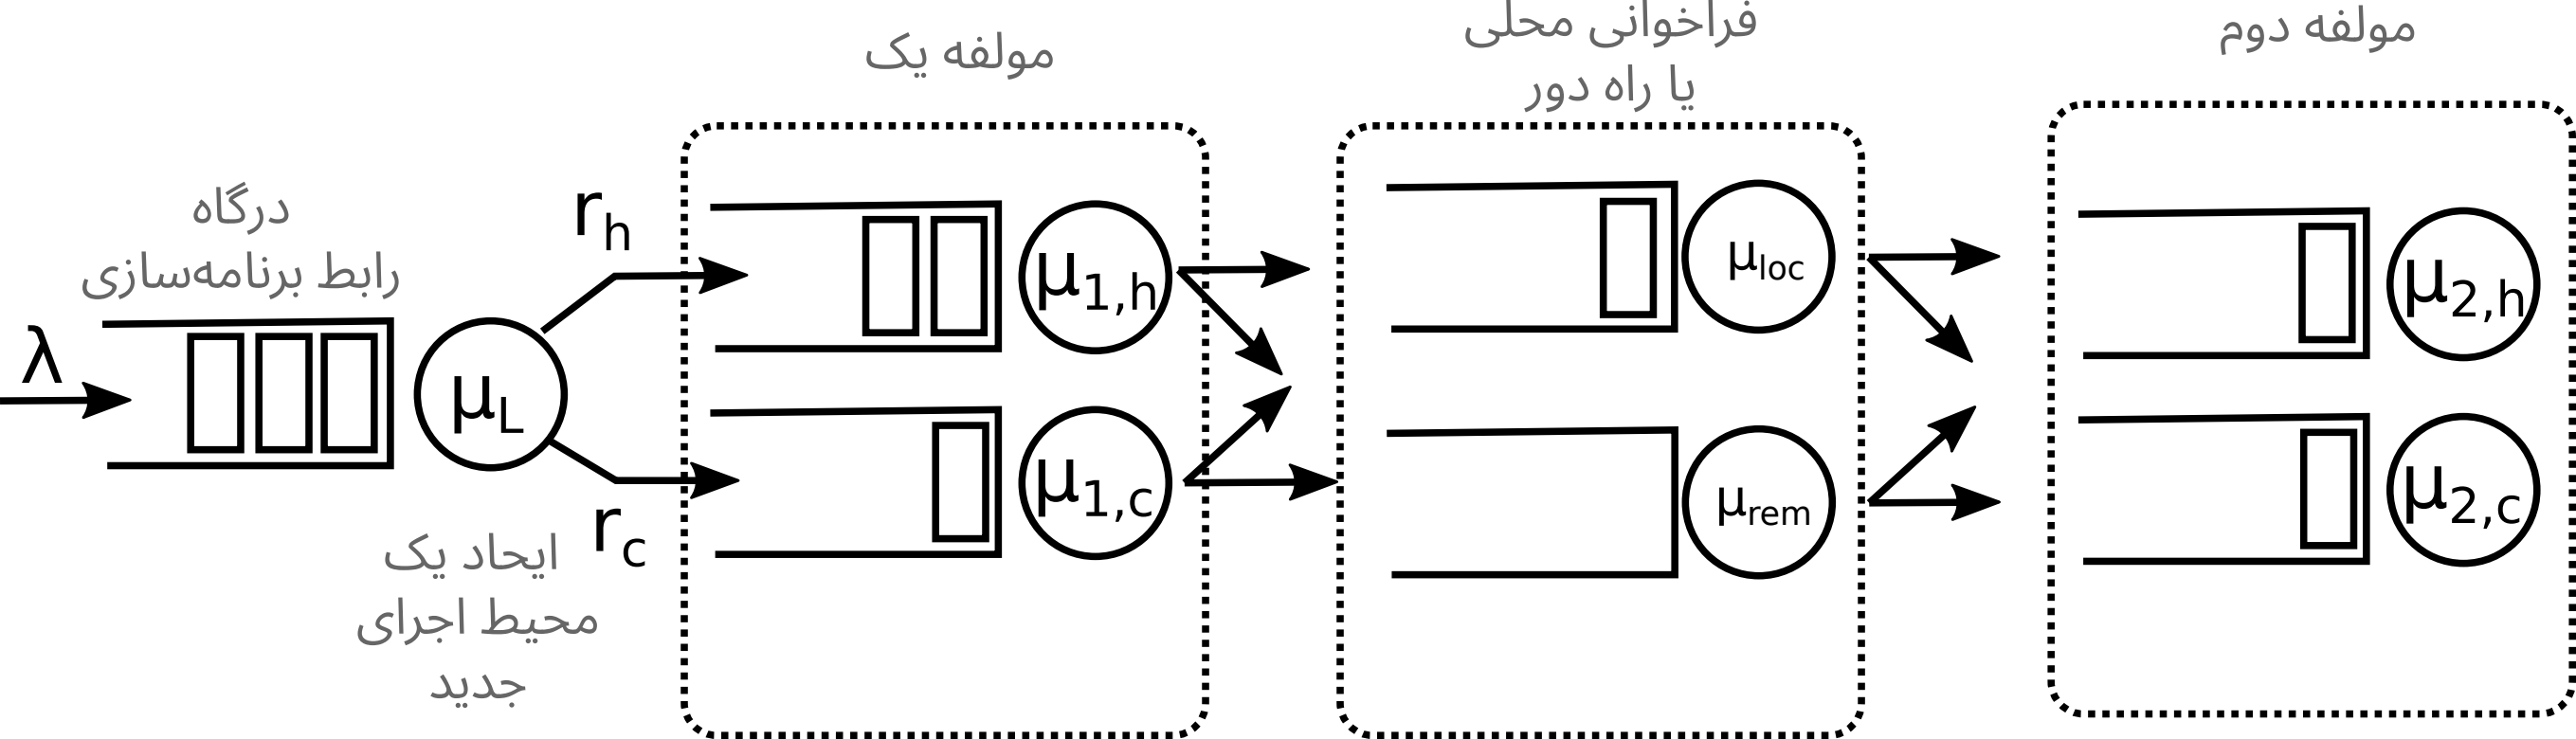 فراخوانی محلی
یا راه دور
مولفه دوم
مولفه یک
درگاه
رابط برنامه‌سازی
λ
μL
rh
rc
ایحاد یک
محیط اجرای
جدید
μ1,h
μ1,c
μloc
μrem
μ2,h
μ2,c